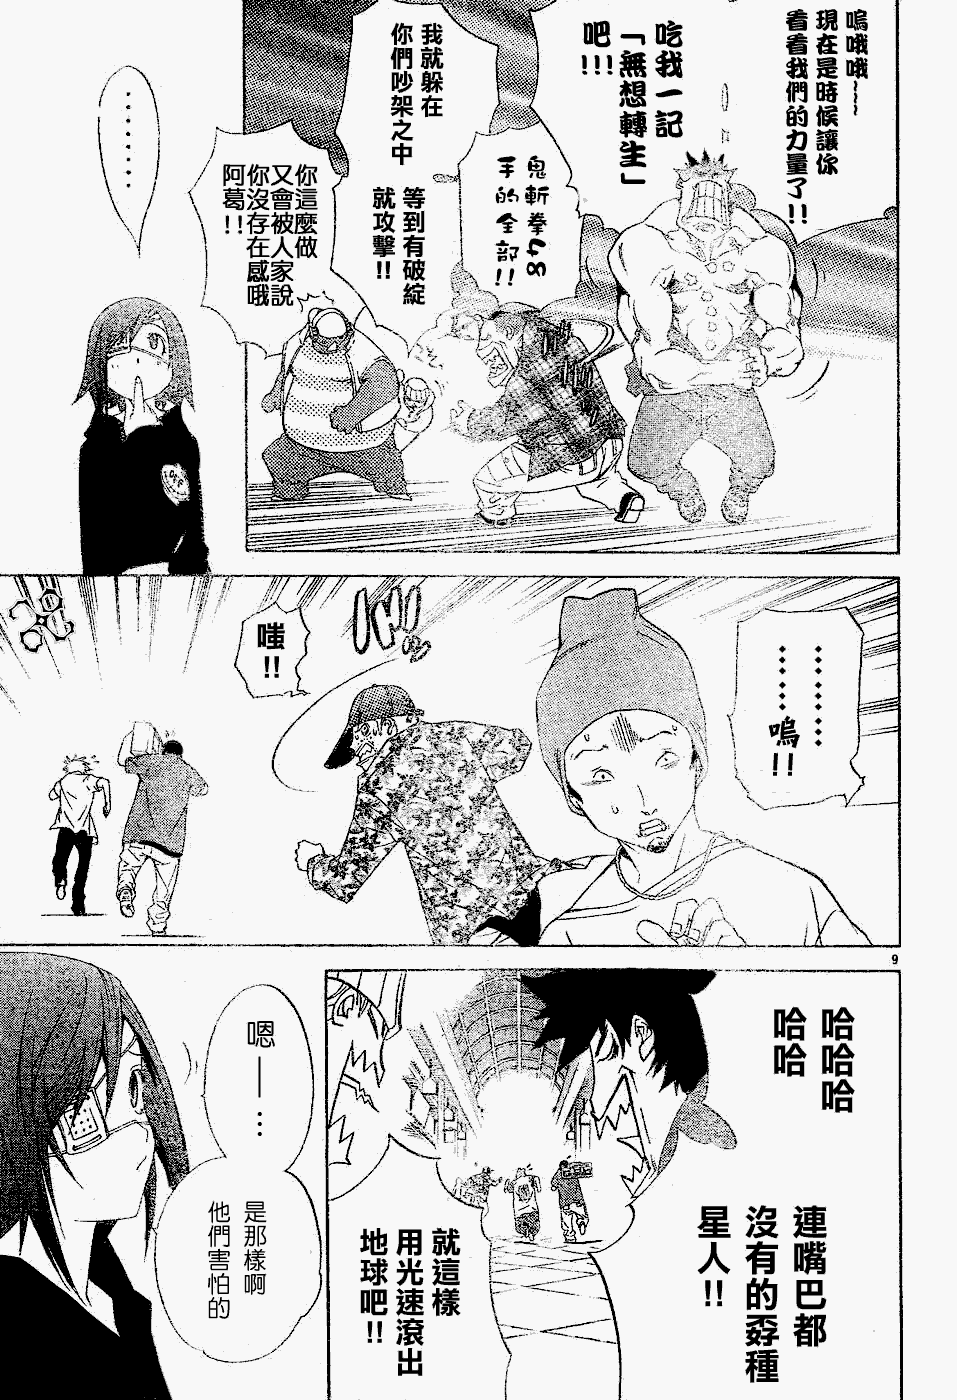 嗚哦哦~~
現在是時候讓你
看看我們的力量了!!
吃我一記
「無想轉生」
吧!!!
鬼斬拳87
手的全部!!
我就躲在
你們吵架之中
等到有破綻
就攻擊!!
你這麼做
又會被人家說
你沒存在感哦
阿葛!!
‥‥‥‥
‥‥‥‥‥
‥‥‥‥嗚!!
嗤!!
9
哈哈哈
哈哈
連嘴巴都
沒有的孬種
星人!!
就這樣
用光速滾出
地球吧!!
嗯——…
是那樣啊
他們害怕的